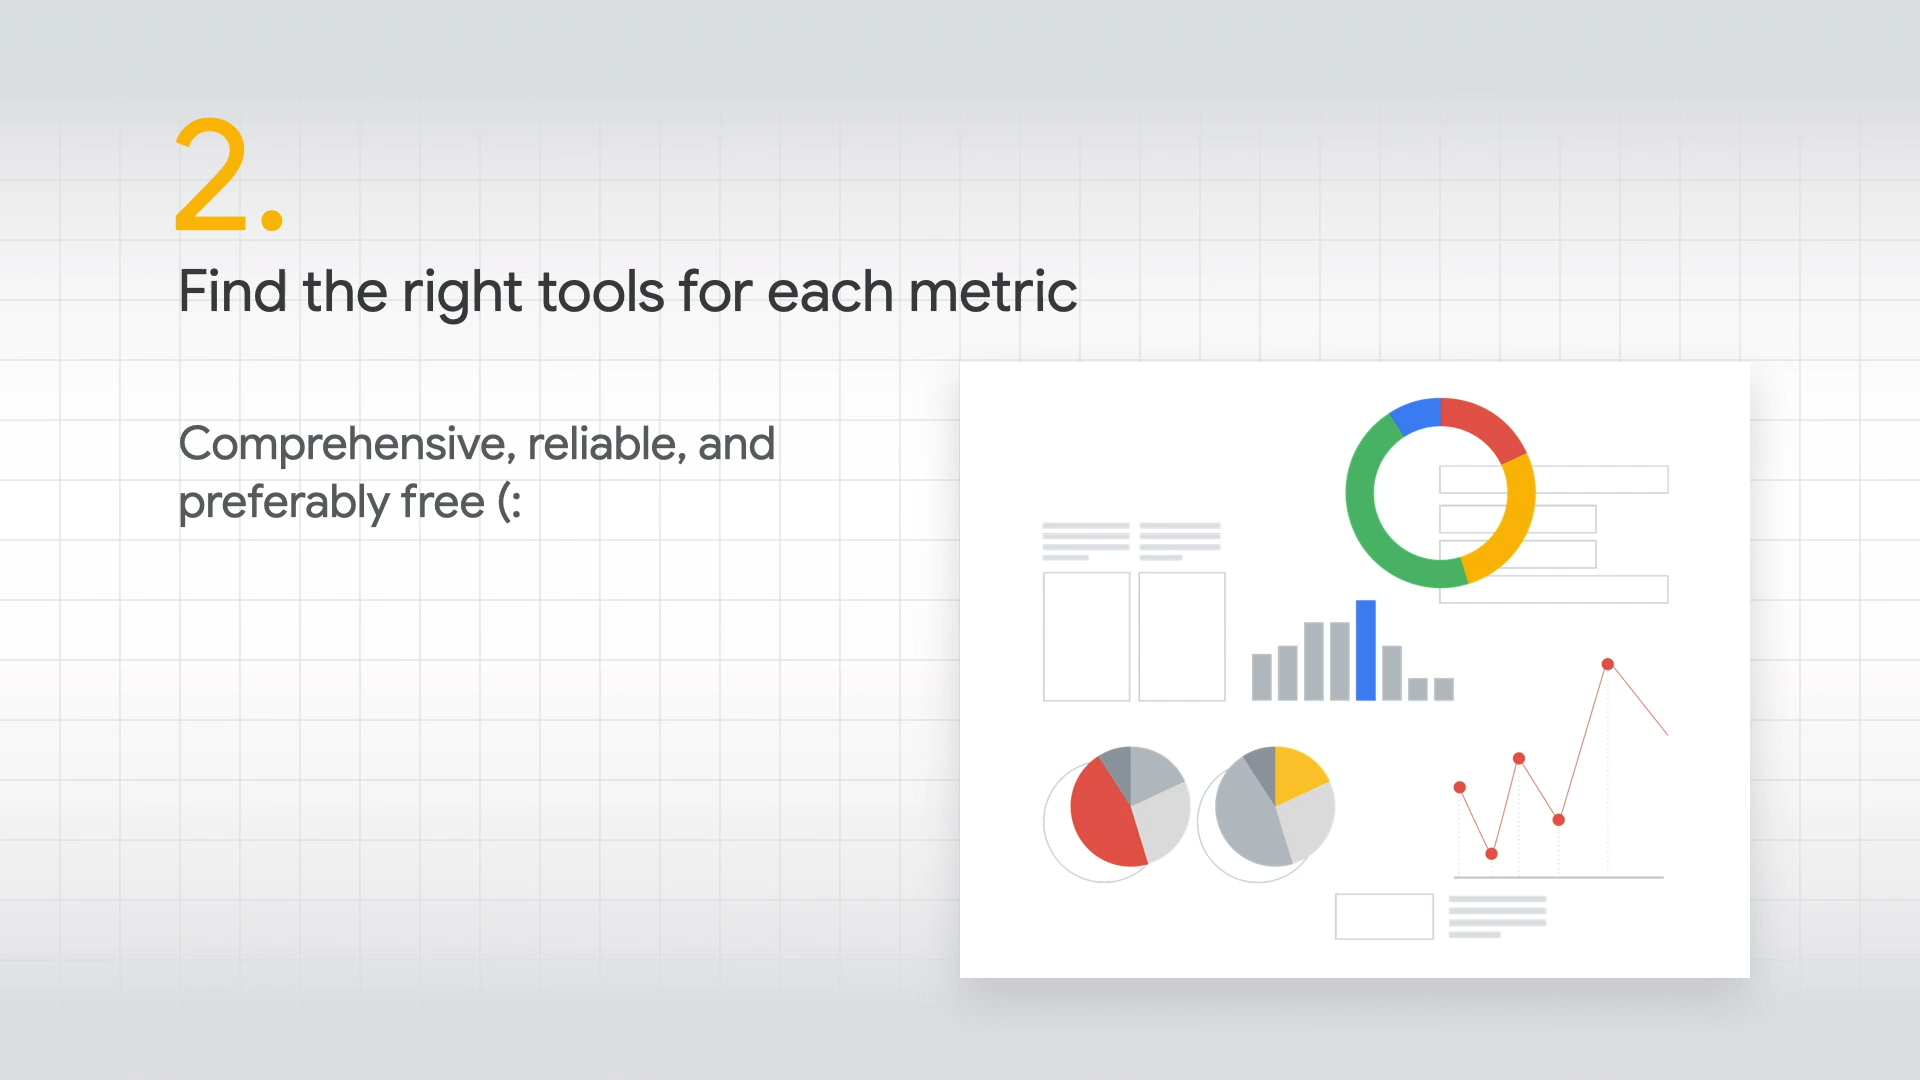 2.
Find the right tools for each metric
Comprehensive, reliable, and
preferably free (: